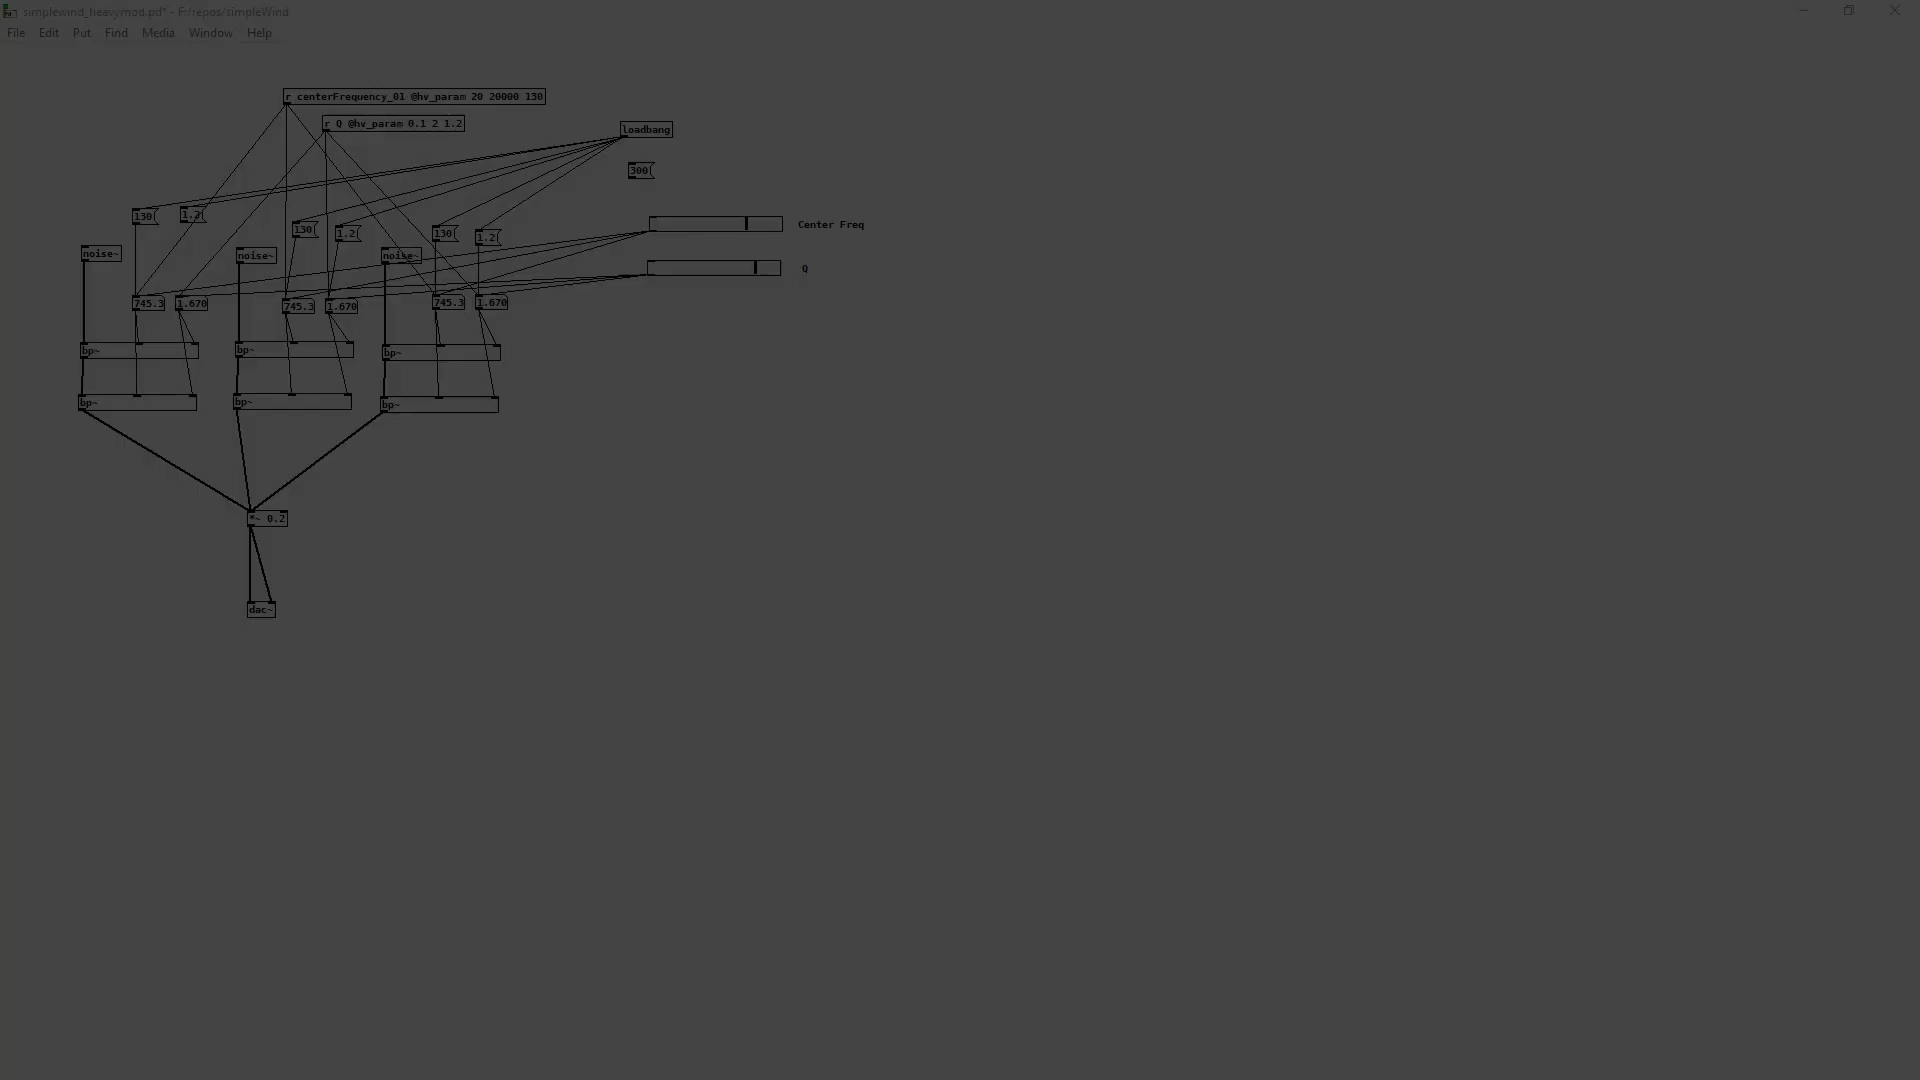 simplewind_heavymod.pd* - F:/repos/simpleWind
File Edit Put Find Media Window Help
r centerFrequency_01 @hv_param 20 20000 130
r Q @hv_param 0.1 2 1.2
loadbang
300
130
1.2
130
1.2
130
1.2
Center Freq
noise~
noise~
noise~
Q
745.3
1.670
745.3
1.670
745.3
1.670
bp~
bp~
bp~
bp~
bp~
bp~
*~ 0.2
dac~